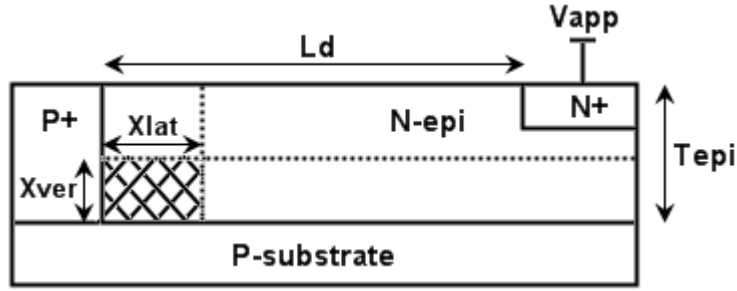 Vapp
Ld
P+
Xlat
N-epi
N+
Tepi
Xver
P-substrate